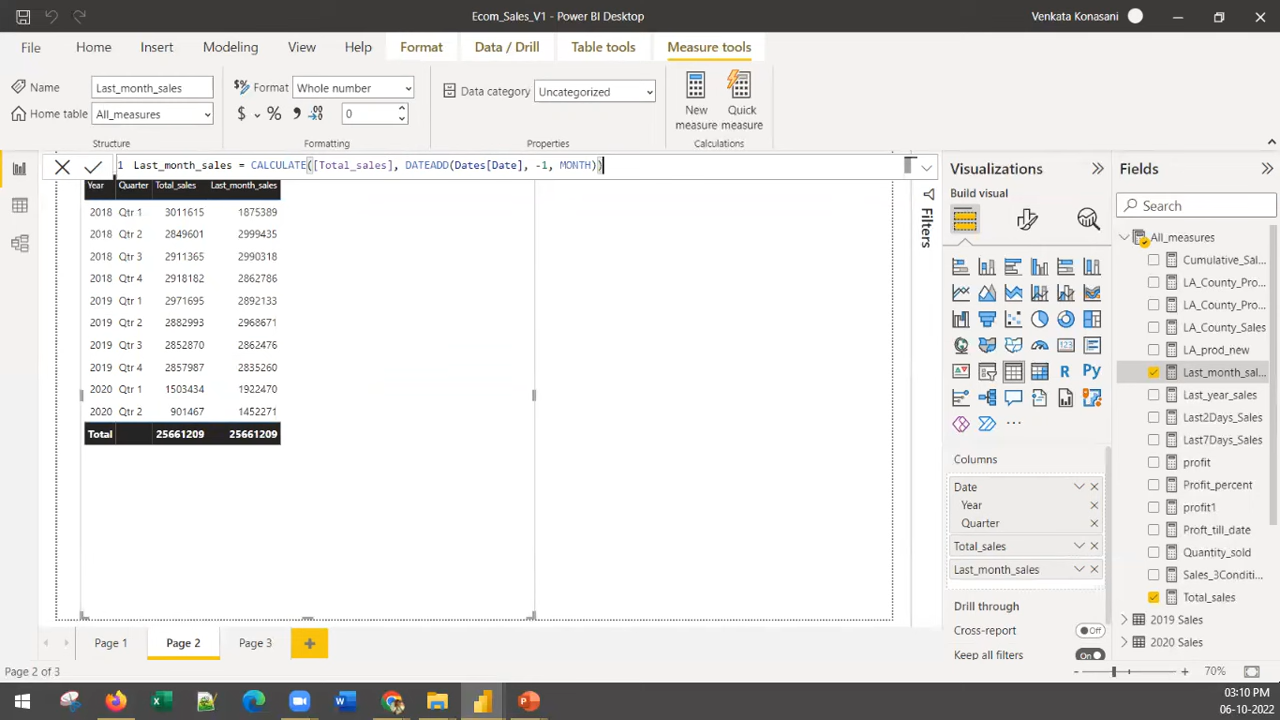 Ecom_Sales_V1 - Power BI Desktop
Venkata Konasani
File
Home
Insert
Modeling
View
Help
Format
Data / Drill
Table tools
Measure tools
Name
Last_month_sales
Home table
All_measures
Structure
Format
Whole number
$
%
,
0
Formatting
Data category
Uncategorized
Properties
New measure
Quick measure
Calculations
1 Last_month_sales = CALCULATE([Total_sales], DATEADD(Dates[Date], -1, MONTH))
Year Quarter Total_sales Last_month_sales
2018 Qtr 1 3011615 1875389
2018 Qtr 2 2849601 2999435
2018 Qtr 3 2911365 2990318
2018 Qtr 4 2918182 2862786
2019 Qtr 1 2971695 2892133
2019 Qtr 2 2882993 2968671
2019 Qtr 3 2852870 2862476
2019 Qtr 4 2857987 2835260
2020 Qtr 1 1503434 1922470
2020 Qtr 2 901467 1452271
Total 25661209 25661209
Filters
Visualizations
Build visual
R
Py
Columns
Date
Year
Quarter
Total_sales
Last_month_sales
Drill through
Cross-report
Off
Keep all filters
On
Fields
Search
All_measures
Cumulative_Sal...
LA_County_Pro...
LA_County_Pro...
LA_County_Sales
LA_prod_new
Last_month_sal...
Last_year_sales
Last2Days_Sales
Last7Days_Sales
profit
Profit_percent
profit1
Proft_till_date
Quantity_sold
Sales_3Conditi...
Total_sales
2019 Sales
2020 Sales
Page 1
Page 2
Page 3
Page 2 of 3
70%
03:10 PM
06-10-2022